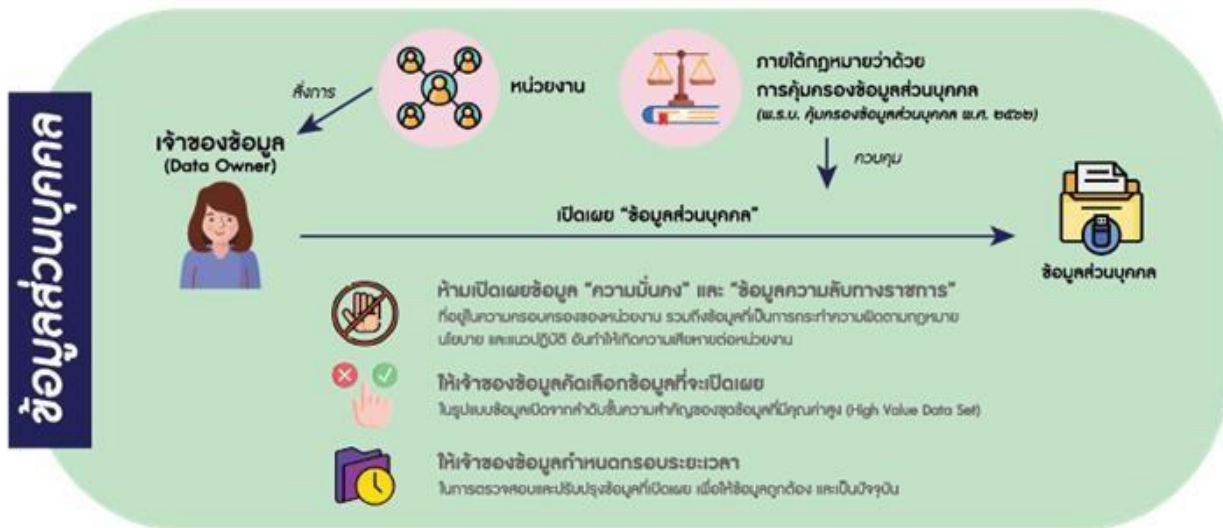 ข้อมูลส่วนบุคคล
สั่งการ
หน่วยงาน
ภายใต้กฎหมายว่าด้วย
การคุ้มครองข้อมูลส่วนบุคคล
(พ.ร.บ. คุ้มครองข้อมูลส่วนบุคคล พ.ศ. ๒๕๖๒)
เจ้าของข้อมูล
(Data Owner)
ควบคุม
เปิดเผย "ข้อมูลส่วนบุคคล"
ข้อมูลส่วนบุคคล
ห้ามเปิดเผยข้อมูล "ความมั่นคง" และ "ข้อมูลความลับทางราชการ"
ที่อยู่ในความครอบครองของหน่วยงาน รวมถึงข้อมูลที่เป็นการกระทำความผิดตามกฎหมาย
นโยบาย และแนวปฏิบัติ อันทำให้เกิดความเสียหายต่อหน่วยงาน
ให้เจ้าของข้อมูลคัดเลือกข้อมูลที่จะเปิดเผย
ในรูปแบบข้อมูลเปิดจากลำดับชั้นความสำคัญของชุดข้อมูลที่มีคุณค่าสูง (High Value Data Set)
ให้เจ้าของข้อมูลกำหนดกรอบระยะเวลา
ในการตรวจสอบและปรับปรุงข้อมูลที่เปิดเผย เพื่อให้ข้อมูลถูกต้อง และเป็นปัจจุบัน